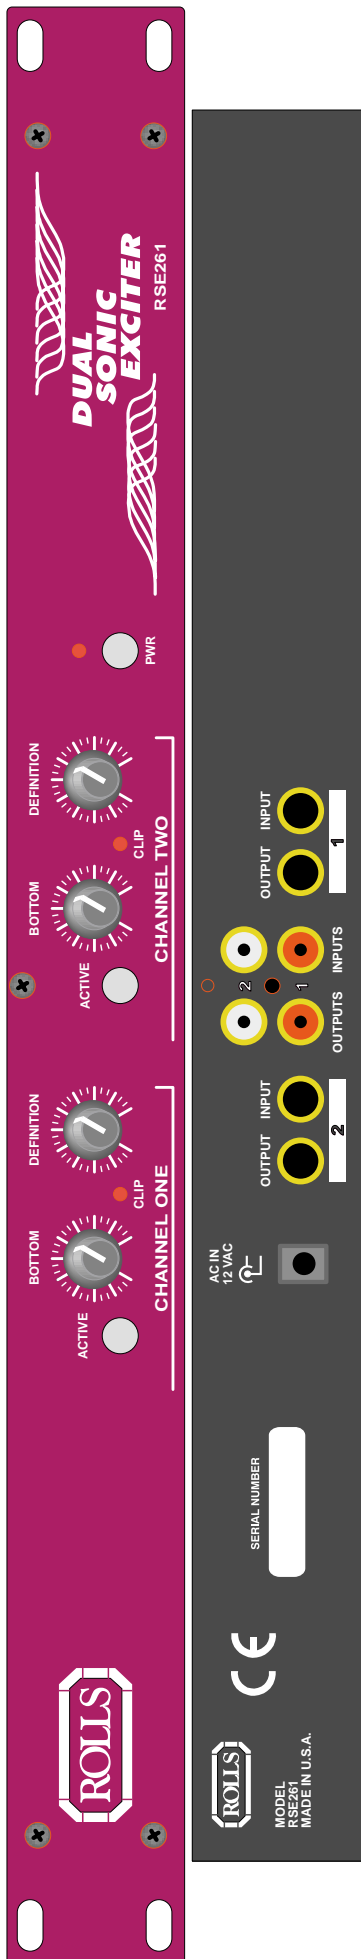 ROLLS
ACTIVE
BOTTOM
DEFINITION
CLIP
CHANNEL ONE
ACTIVE
BOTTOM
DEFINITION
CLIP
CHANNEL TWO
PWR
DUAL
SONIC
EXCITER
RSE261
ROLLS
MODEL
RSE261
MADE IN U.S.A.
CE
SERIAL NUMBER
AC IN
12 VAC
OUTPUT
INPUT
2
2
1
OUTPUTS
INPUTS
OUTPUT
INPUT
1